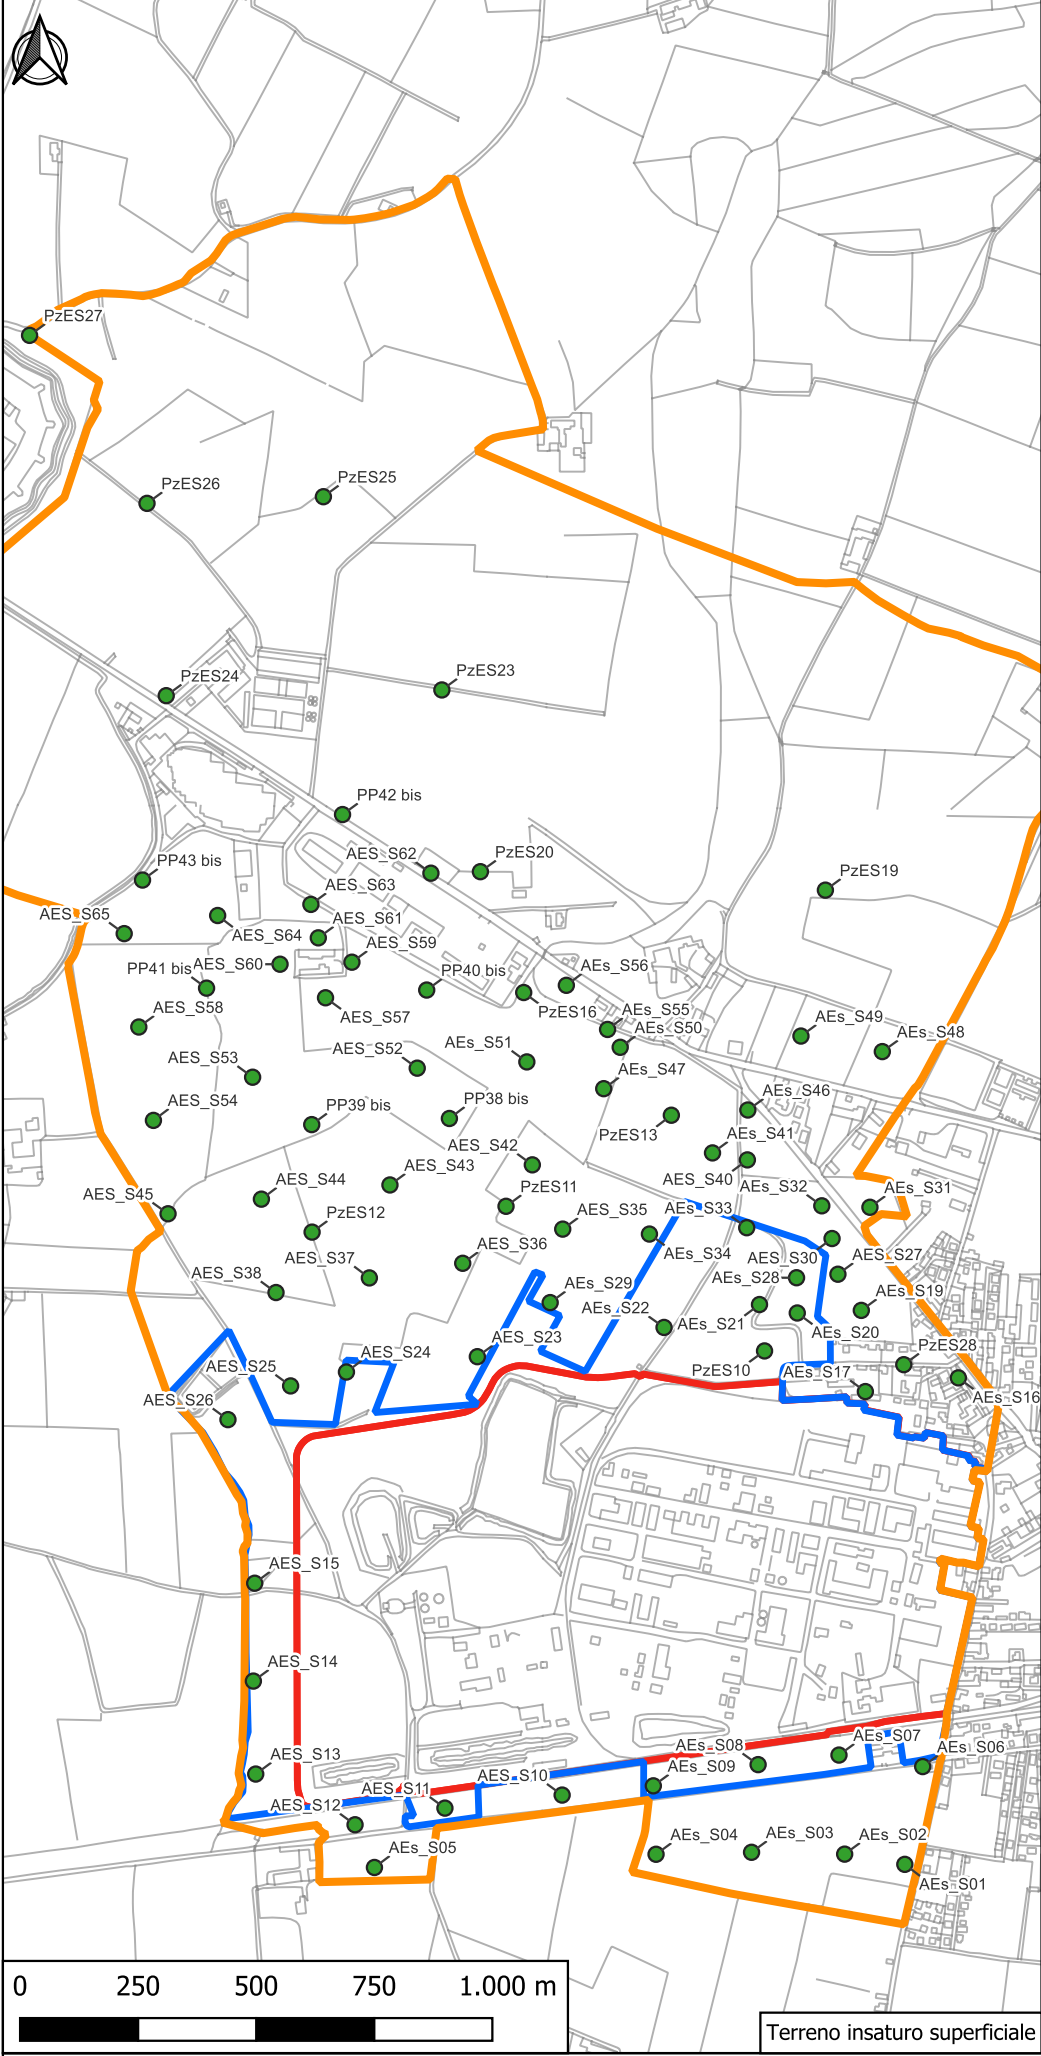 PzES27
PzES25
PzES26
PzES23
PzES24
PP42 bis
AES_S62
PzES20
PP43 bis
AES_S63
PzES19
AES_S65
AES_S61
AES_S64
AES_S59
AES_S60
PP41 bis
PP40 bis
AEs_S56
PzES16
AES_S58
AES_S57
AEs_S55
AEs_S50
AEs_S49
AEs_S48
AEs_S51
AES_S52
AES_S53
AEs_S47
AES_S54
PP39 bis
PP38 bis
AEs_S46
PzES13
AEs_S41
AES_S42
AES_S43
AES_S40
AES_S44
AES_S45
PzES11
AEs_S32
AEs_S31
PzES12
AES_S35
AEs_S33
AES_S36
AEs_S34
AES_S30
AES_S27
AES_S37
AES_S38
AEs_S28
AEs_S29
AEs_S19
AEs_S22
AEs_S21
AEs_S20
AES_S23
AES_S24
PzES10
PzES28
AES_S25
AES_S26
AEs_S17
AEs_S16
AES_S15
AES_S14
AES_S13
AEs_S07
AEs_S08
AEs_S06
AES_S10
AEs_S09
AES_S11
AES_S12
AEs_S05
AEs_S04
AEs_S03
AEs_S02
AEs_S01
0 250 500 750 1.000 m
Terreno insaturo superficiale